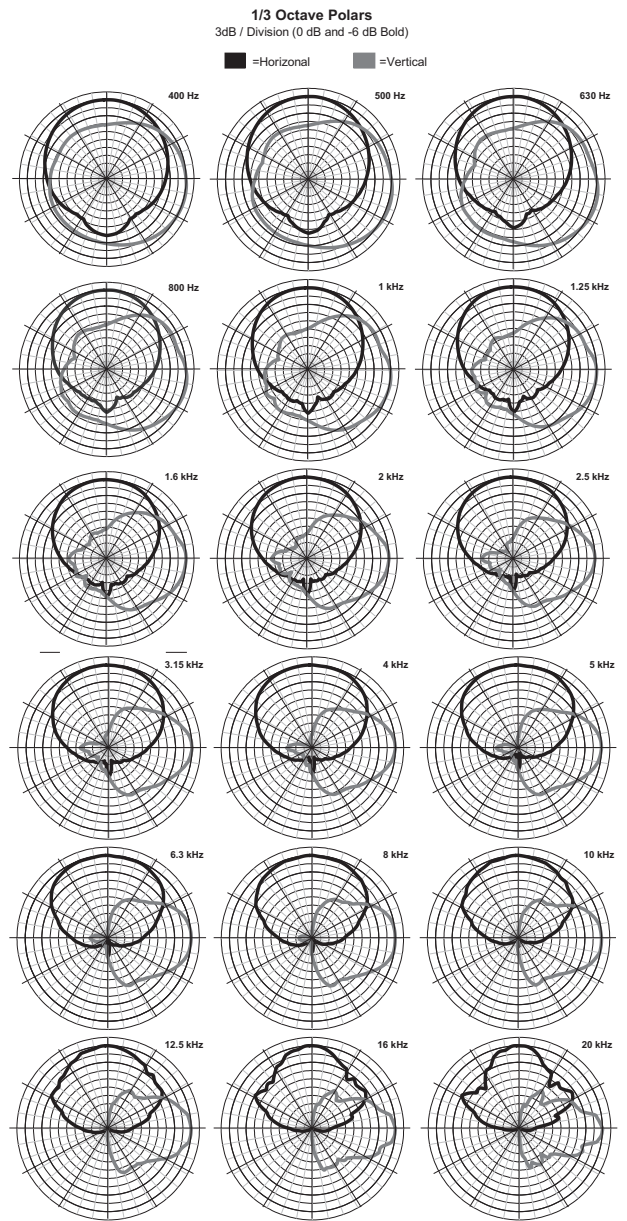 1/3 Octave Polars
3dB / Division (0 dB and -6 dB Bold)
=Horizonal =Vertical
400 Hz 500 Hz 630 Hz
800 Hz 1 kHz 1.25 kHz
1.6 kHz 2 kHz 2.5 kHz
3.15 kHz 4 kHz 5 kHz
6.3 kHz 8 kHz 10 kHz
12.5 kHz 16 kHz 20 kHz